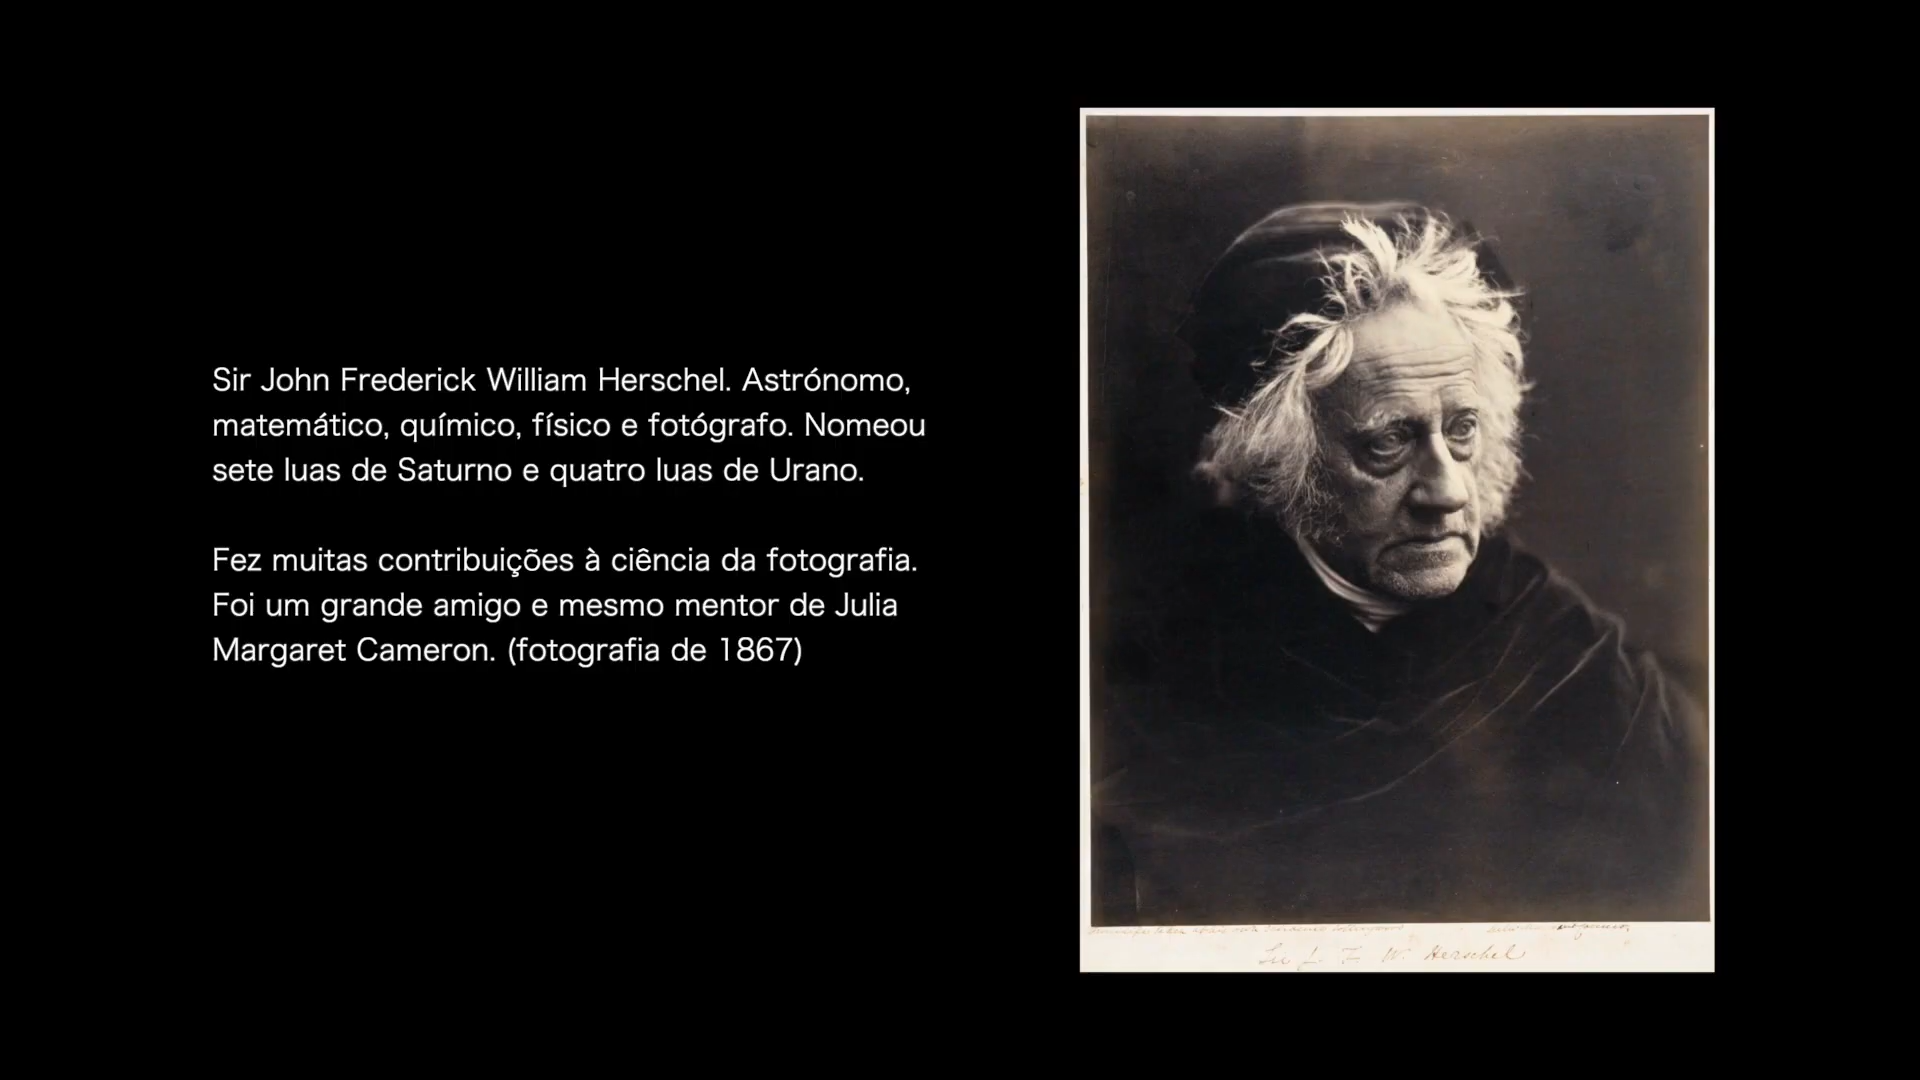 Sir John Frederick William Herschel. Astrónomo,
matemático, químico, físico e fotógrafo. Nomeou
sete luas de Saturno e quatro luas de Urano.
Fez muitas contribuições à ciência da fotografia.
Foi um grande amigo e mesmo mentor de Julia
Margaret Cameron. (fotografia de 1867)
J. F. W. Herschel